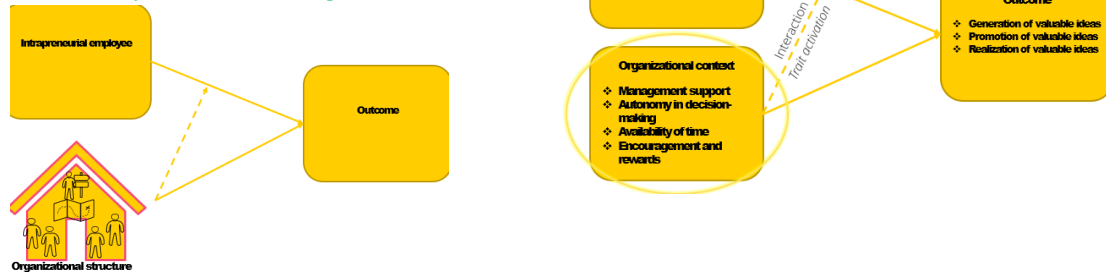 Intrapreneurial employee
Outcome
Organizational structure
Outcome
❖ Generation of valuable ideas
❖ Promotion of valuable ideas
❖ Realization of valuable ideas
Interaction
Trait activation
Organizational context
❖ Management support
❖ Autonomy in decision-
making
❖ Availability of time
❖ Encouragement and
rewards